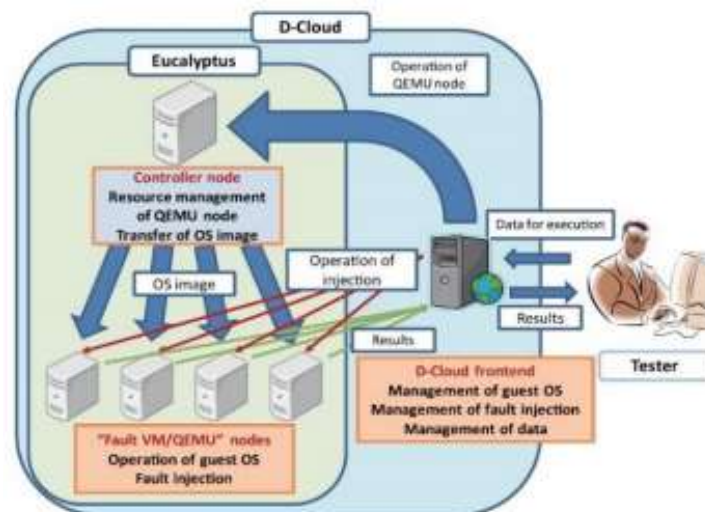 D-Cloud
Eucalyptus
Operation of
QEMU node
Controller node
Resource management
of QEMU node
Transfer of OS image
Data for execution
Operation of
injection
OS image
Results
Results
Tester
D-Cloud frontend
Management of guest OS
Management of fault injection
Management of data
"Fault VM/QEMU" nodes
Operation of guest OS
Fault Injection